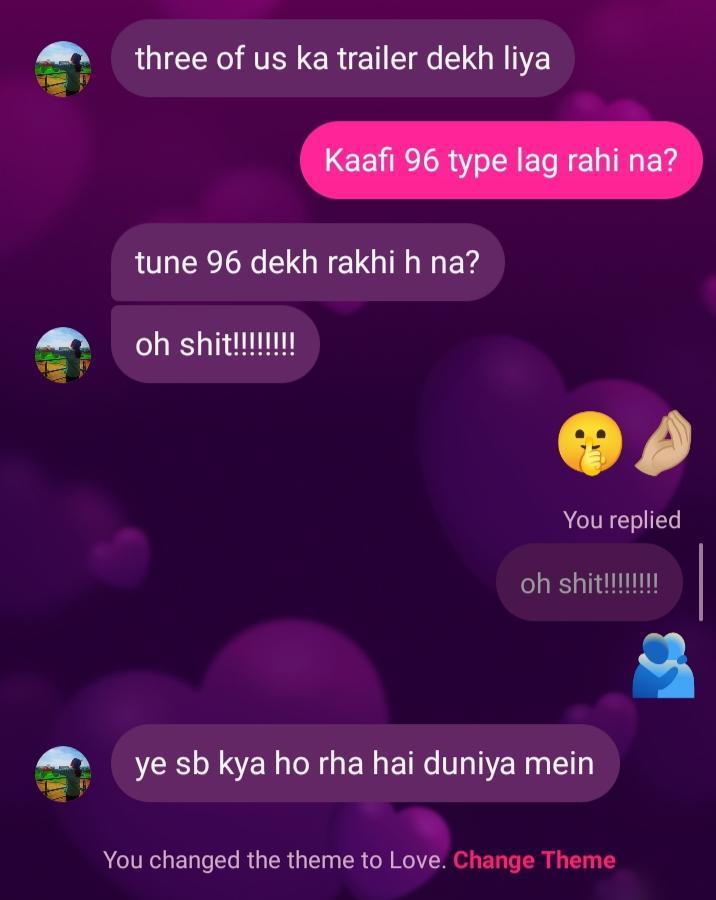 three of us ka trailer dekh liya
Kaafi 96 type lag rahi na?
tune 96 dekh rakhi h na?
oh shit!!!!!!!!
You replied
oh shit!!!!!!!!
ye sb kya ho rha hai duniya mein
You changed the theme to Love. Change Theme